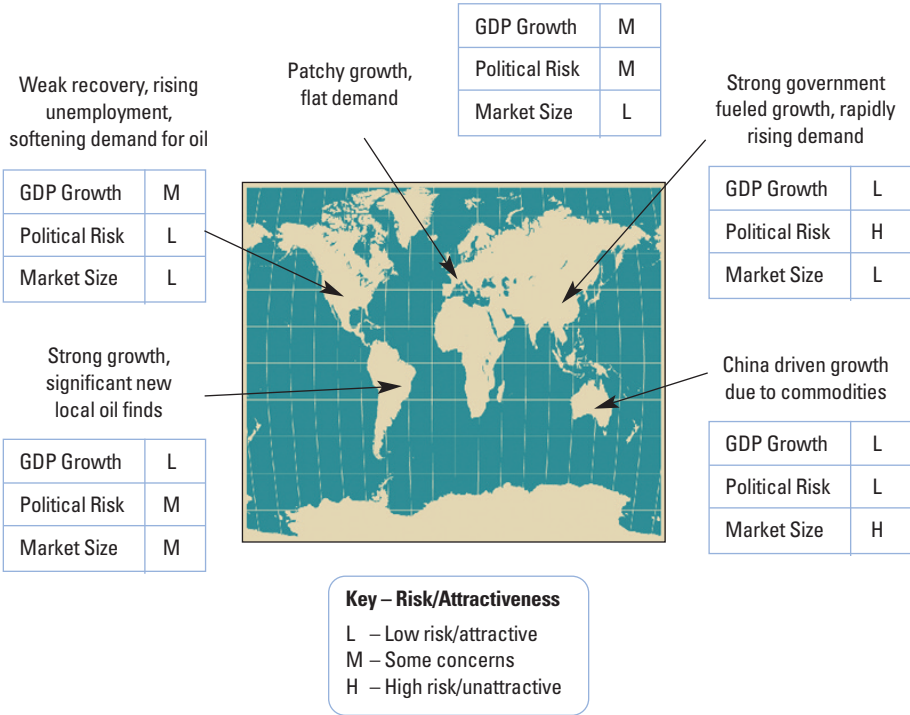 GDP Growth M
Political Risk M
Market Size L
Weak recovery, rising
unemployment,
softening demand for oil
GDP Growth M
Political Risk L
Market Size L
Patchy growth,
flat demand
Strong government
fueled growth, rapidly
rising demand
GDP Growth L
Political Risk H
Market Size L
Strong growth,
significant new
local oil finds
GDP Growth L
Political Risk M
Market Size M
China driven growth
due to commodities
GDP Growth L
Political Risk L
Market Size H
Key – Risk/Attractiveness
L – Low risk/attractive
M – Some concerns
H – High risk/unattractive